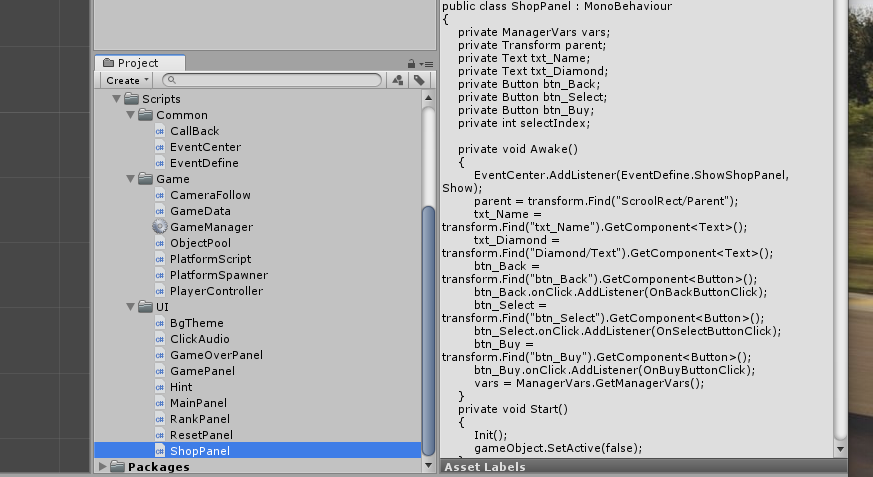 Project
Create
Scripts
Common
CallBack
EventCenter
EventDefine
Game
CameraFollow
GameData
GameManager
ObjectPool
PlatformScript
PlatformSpawner
PlayerController
UI
BgTheme
ClickAudio
GameOverPanel
GamePanel
Hint
MainPanel
RankPanel
ResetPanel
ShopPanel
Packages
public class ShopPanel : MonoBehaviour
{
private ManagerVars vars;
private Transform parent;
private Text txt_Name;
private Text txt_Diamond;
private Button btn_Back;
private Button btn_Select;
private Button btn_Buy;
private int selectIndex;
private void Awake()
{
EventCenter.AddListener(EventDefine.ShowShopPanel,
Show);
parent = transform.Find("ScroolRect/Parent");
txt_Name =
transform.Find("txt_Name").GetComponent<Text>();
txt_Diamond =
transform.Find("Diamond/Text").GetComponent<Text>();
btn_Back =
transform.Find("btn_Back").GetComponent<Button>();
btn_Back.onClick.AddListener(OnBackButtonClick);
btn_Select =
transform.Find("btn_Select").GetComponent<Button>();
btn_Select.onClick.AddListener(OnSelectButtonClick);
btn_Buy =
transform.Find("btn_Buy").GetComponent<Button>();
btn_Buy.onClick.AddListener(OnBuyButtonClick);
vars = ManagerVars.GetManagerVars();
}
private void Start()
{
Init();
gameObject.SetActive(false);
Asset Labels